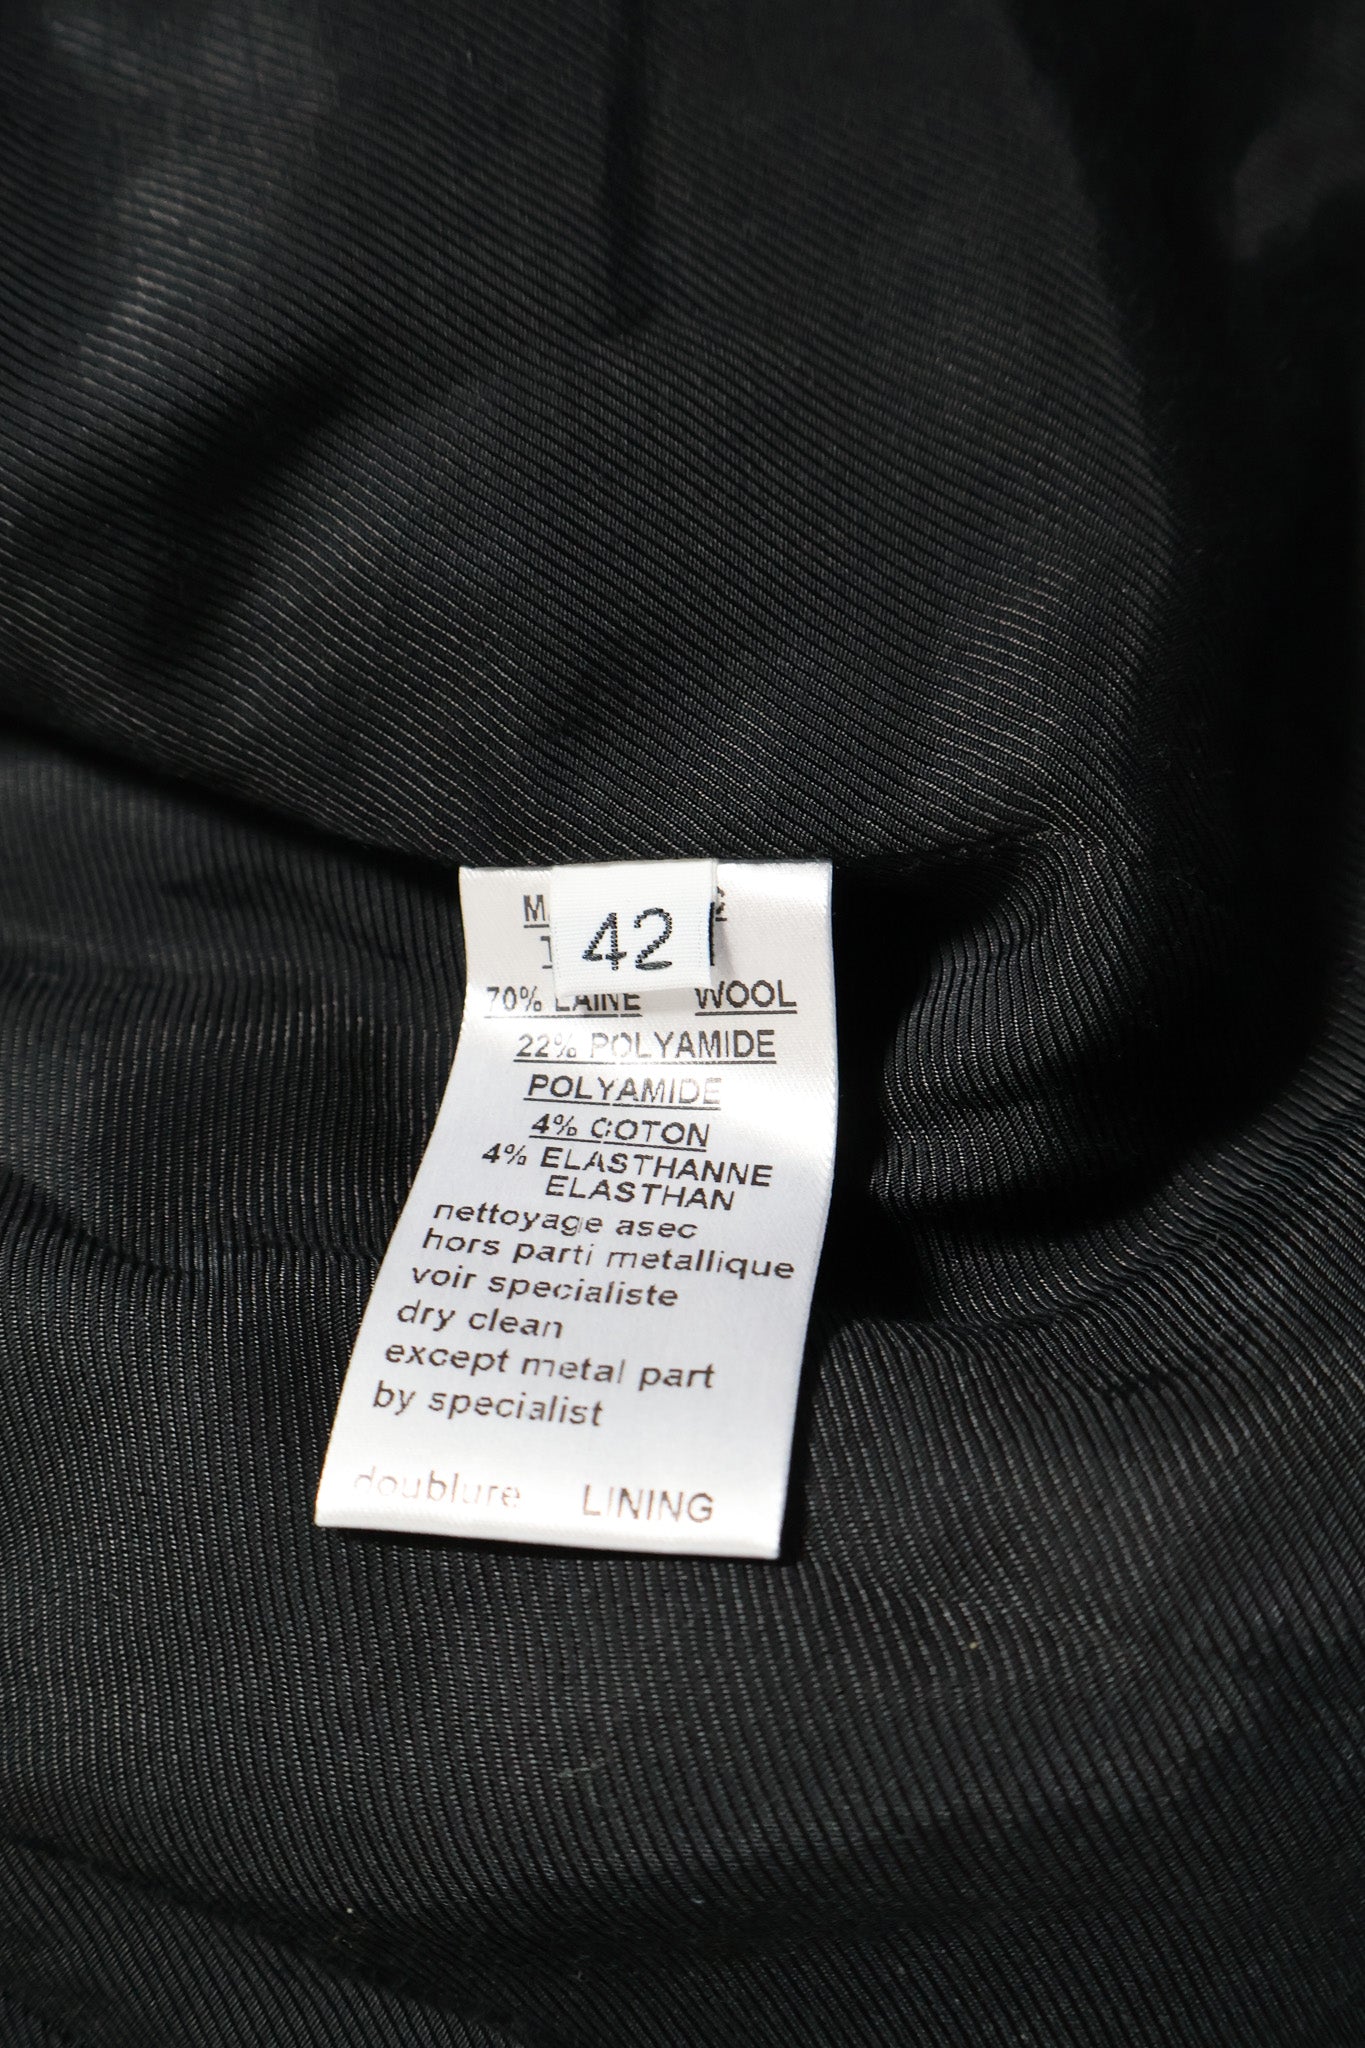 42
70% LAINE WOOL
22% POLYAMIDE
POLYAMIDE
4% COTON
4% ELASTHANNE
ELASTHAN
nettoyage asec
hors parti metallique
voir specialiste
dry clean
except metal part
by specialist
doublure LINING